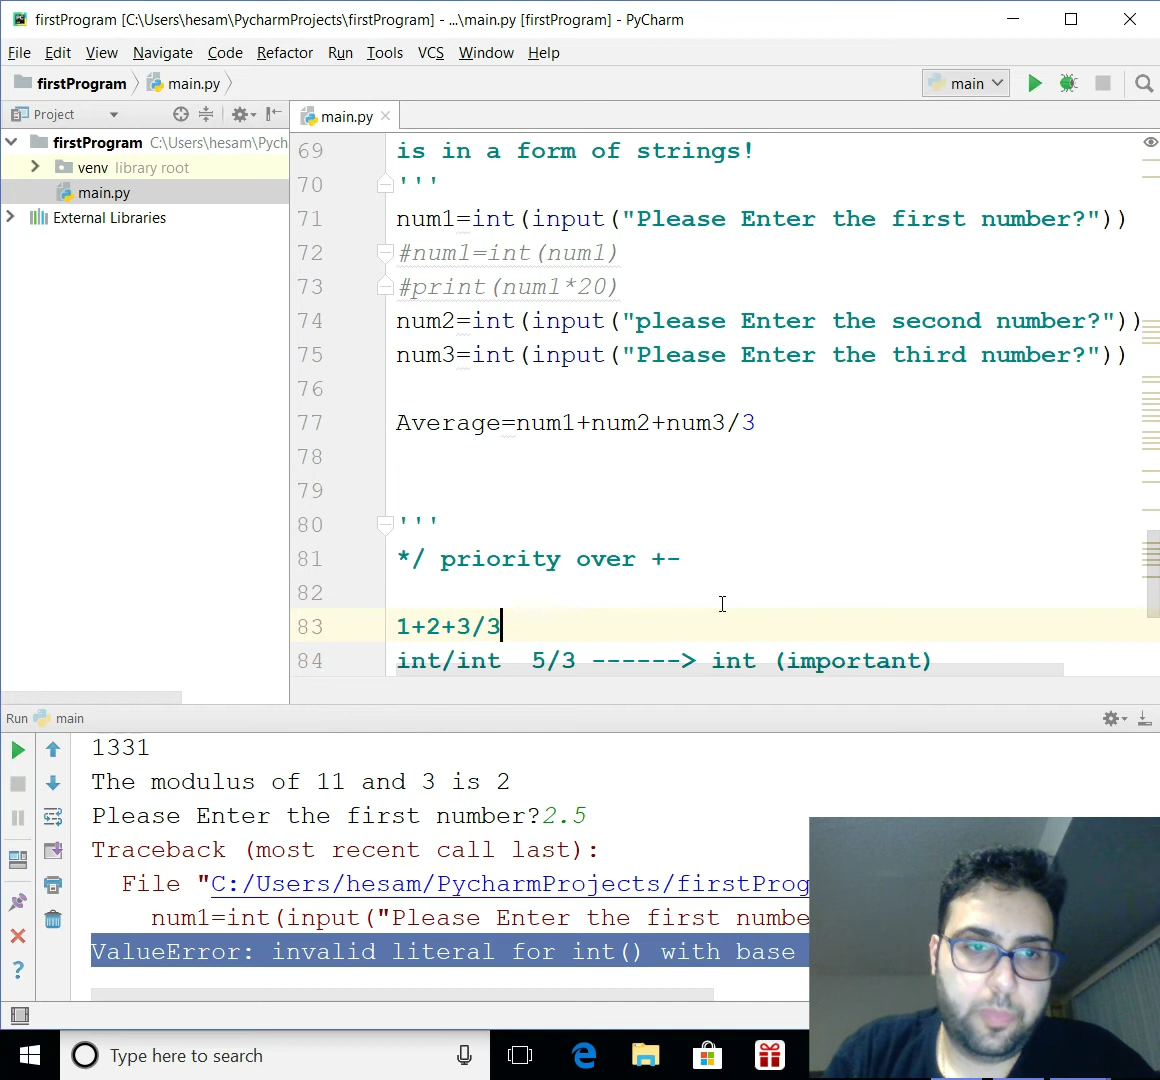 firstProgram [C:\Users\hesam\PycharmProjects\firstProgram] - ...\main.py [firstProgram] - PyCharm
File Edit View Navigate Code Refactor Run Tools VCS Window Help
firstProgram main.py main
Project main.py
firstProgram C:\Users\hesam\Pych
venv library root
main.py
External Libraries
69 is in a form of strings!
70 '''
71 num1=int(input("Please Enter the first number?"))
72 #num1=int(num1)
73 #print(num1*20)
74 num2=int(input("please Enter the second number?"))
75 num3=int(input("Please Enter the third number?"))
76
77 Average=num1+num2+num3/3
78
79
80 '''
81 */ priority over +-
82
83 1+2+3/3
84 int/int  5/3 ------> int (important)
Run main
1331
The modulus of 11 and 3 is 2
Please Enter the first number?2.5
Traceback (most recent call last):
File "C:/Users/hesam/PycharmProjects/firstProg
num1=int(input("Please Enter the first numbe
ValueError: invalid literal for int() with base
Type here to search